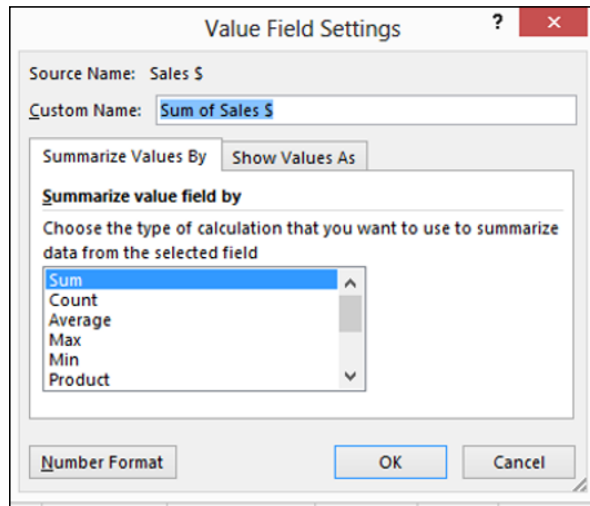 Value Field Settings ? ×
Source Name: Sales $
Custom Name: Sum of Sales $
Summarize Values By Show Values As
Summarize value field by
Choose the type of calculation that you want to use to summarize
data from the selected field
Sum
Count
Average
Max
Min
Product
Number Format OK Cancel